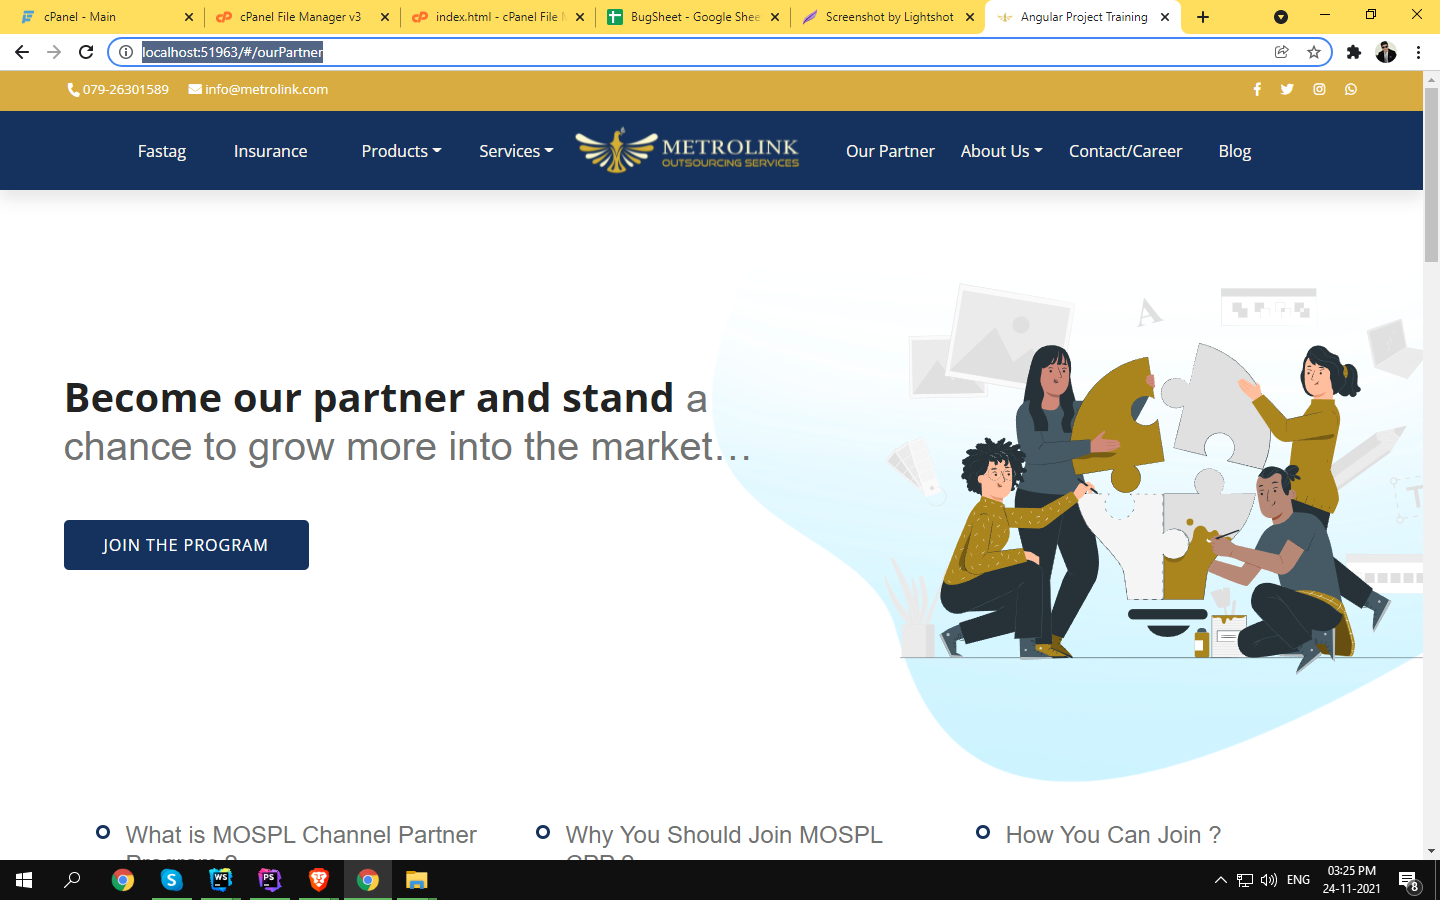 cPanel - Main
cPanel File Manager v3
index.html - cPanel File M
BugSheet - Google Shee
Screenshot by Lightshot
Angular Project Training
localhost:51963/#/ourPartner
079-26301589 info@metrolink.com
Fastag Insurance Products Services METROLINK Our Partner About Us Contact/Career Blog
OUTSOURCING SERVICES
Become our partner and stand a
chance to grow more into the market...
JOIN THE PROGRAM
What is MOSPL Channel Partner
Program ?
Why You Should Join MOSPL
CPP ?
How You Can Join ?
ENG
03:25 PM
24-11-2021
8